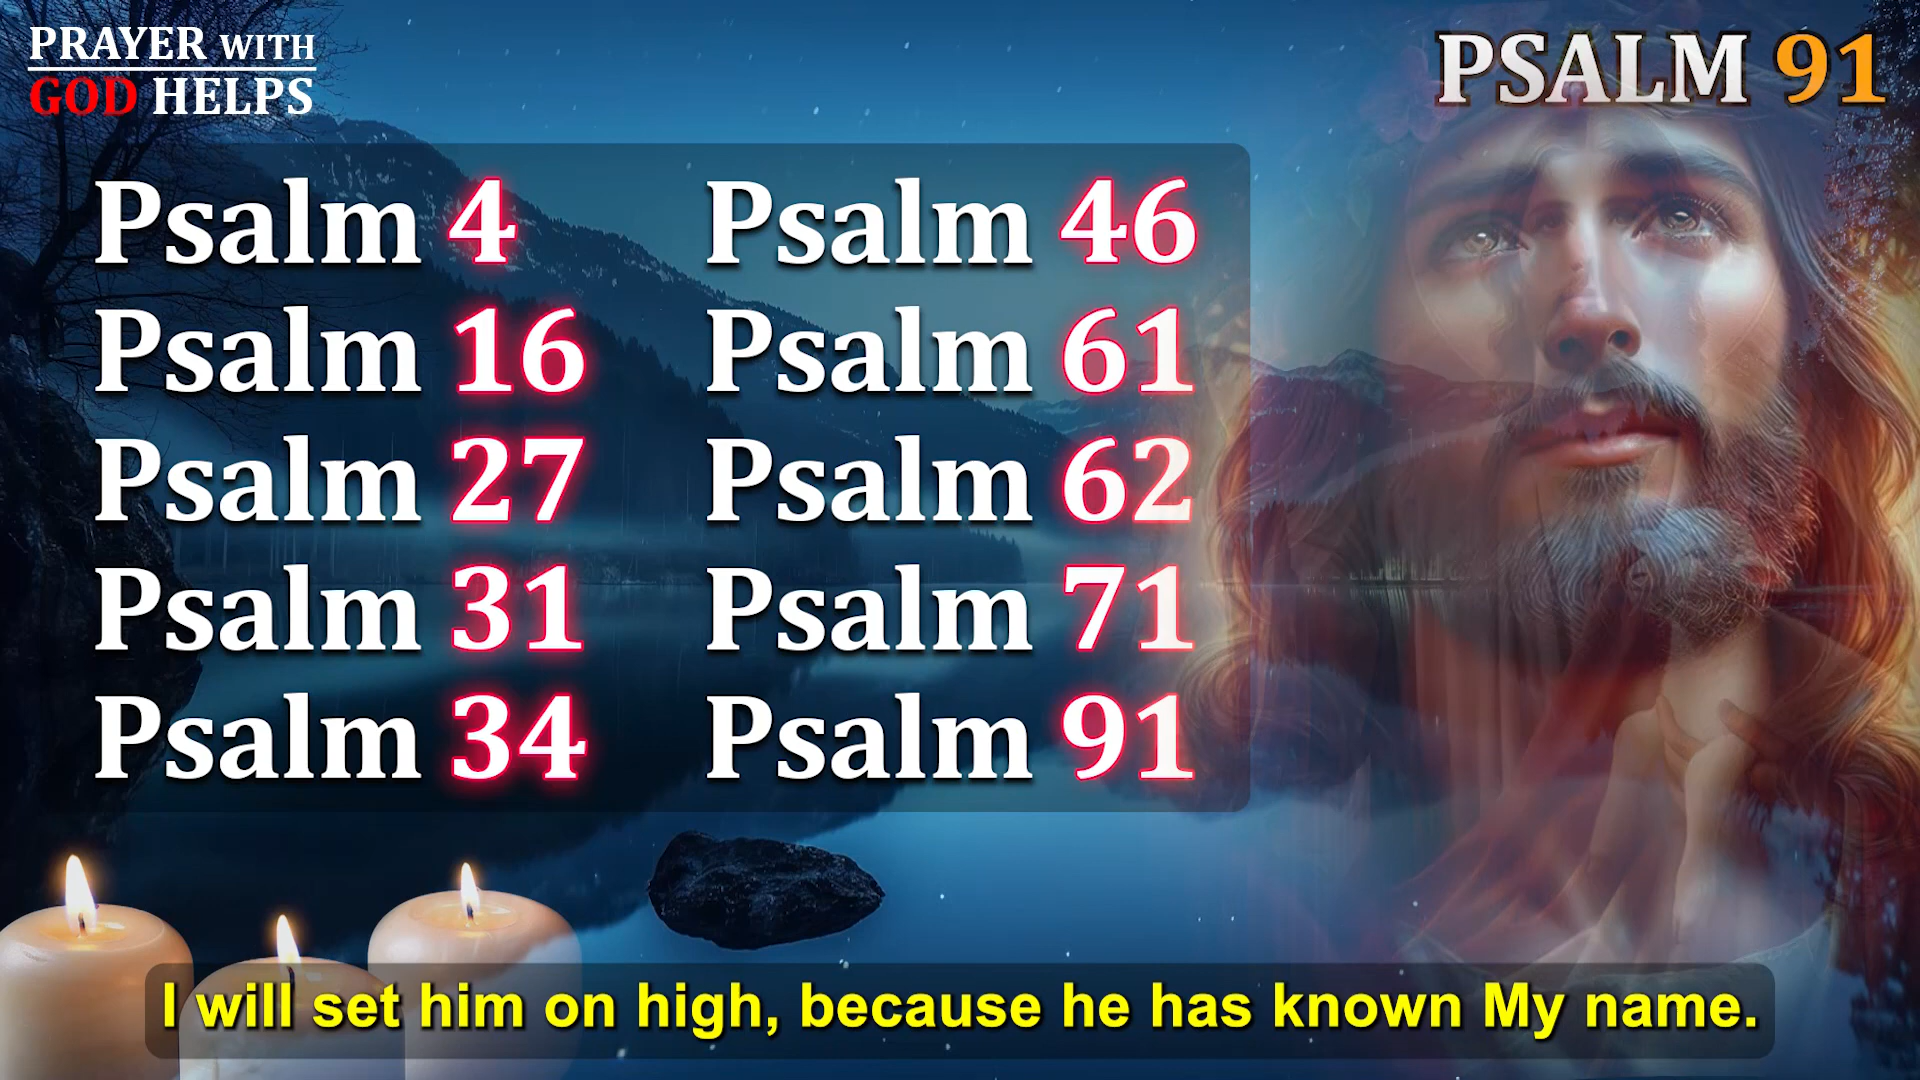 PRAYER WITH
GOD HELPS
PSALM 91
Psalm 4
Psalm 16
Psalm 27
Psalm 31
Psalm 34
Psalm 46
Psalm 61
Psalm 62
Psalm 71
Psalm 91
I will set him on high, because he has known My name.